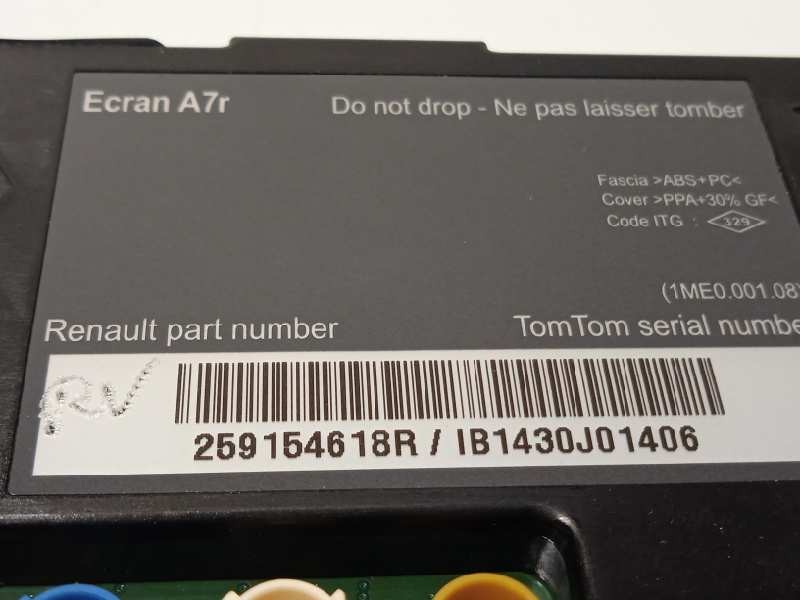 Ecran A7r
Do not drop - Ne pas laisser tomber
Fascia >ABS+PC<
Cover >PPA+30% GF<
Code ITG : 329
(1ME0.001.08)
Renault part number
TomTom serial numbe
RV
259154618R / IB1430J01406